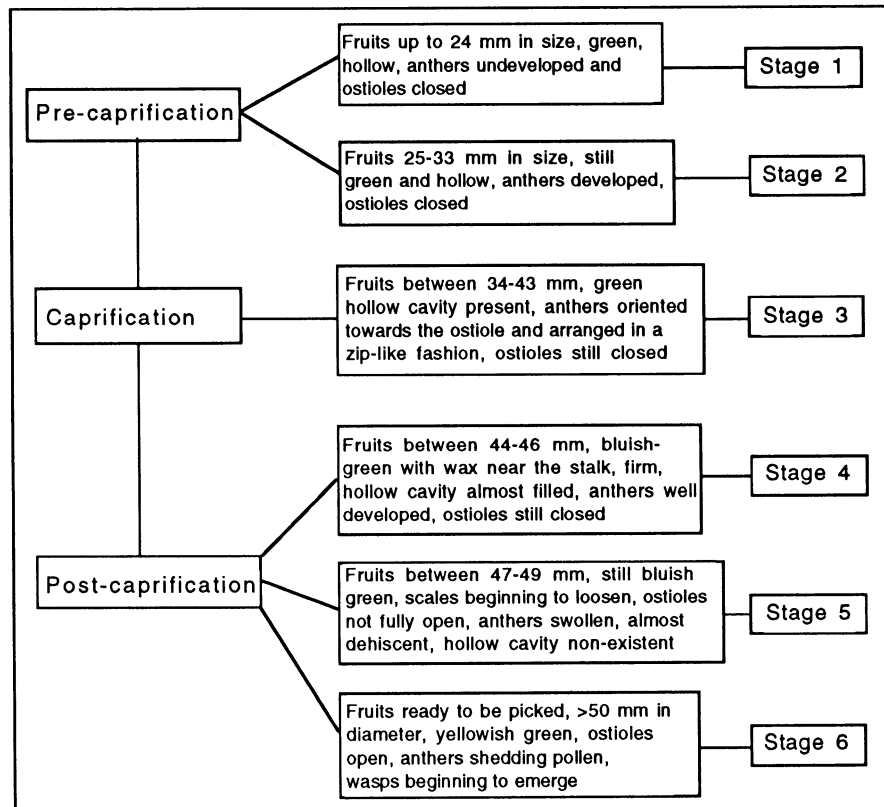 Fruits up to 24 mm in size, green,
hollow, anthers undeveloped and
ostioles closed
Stage 1
Pre-caprification
Fruits 25-33 mm in size, still
green and hollow, anthers developed,
ostioles closed
Stage 2
Fruits between 34-43 mm, green
hollow cavity present, anthers oriented
towards the ostiole and arranged in a
zip-like fashion, ostioles still closed
Caprification
Stage 3
Fruits between 44-46 mm, bluish-
green with wax near the stalk, firm,
hollow cavity almost filled, anthers well
developed, ostioles still closed
Stage 4
Post-caprification
Fruits between 47-49 mm, still bluish
green, scales beginning to loosen, ostioles
not fully open, anthers swollen, almost
dehiscent, hollow cavity non-existent
Stage 5
Fruits ready to be picked, >50 mm in
diameter, yellowish green, ostioles
open, anthers shedding pollen,
wasps beginning to emerge
Stage 6